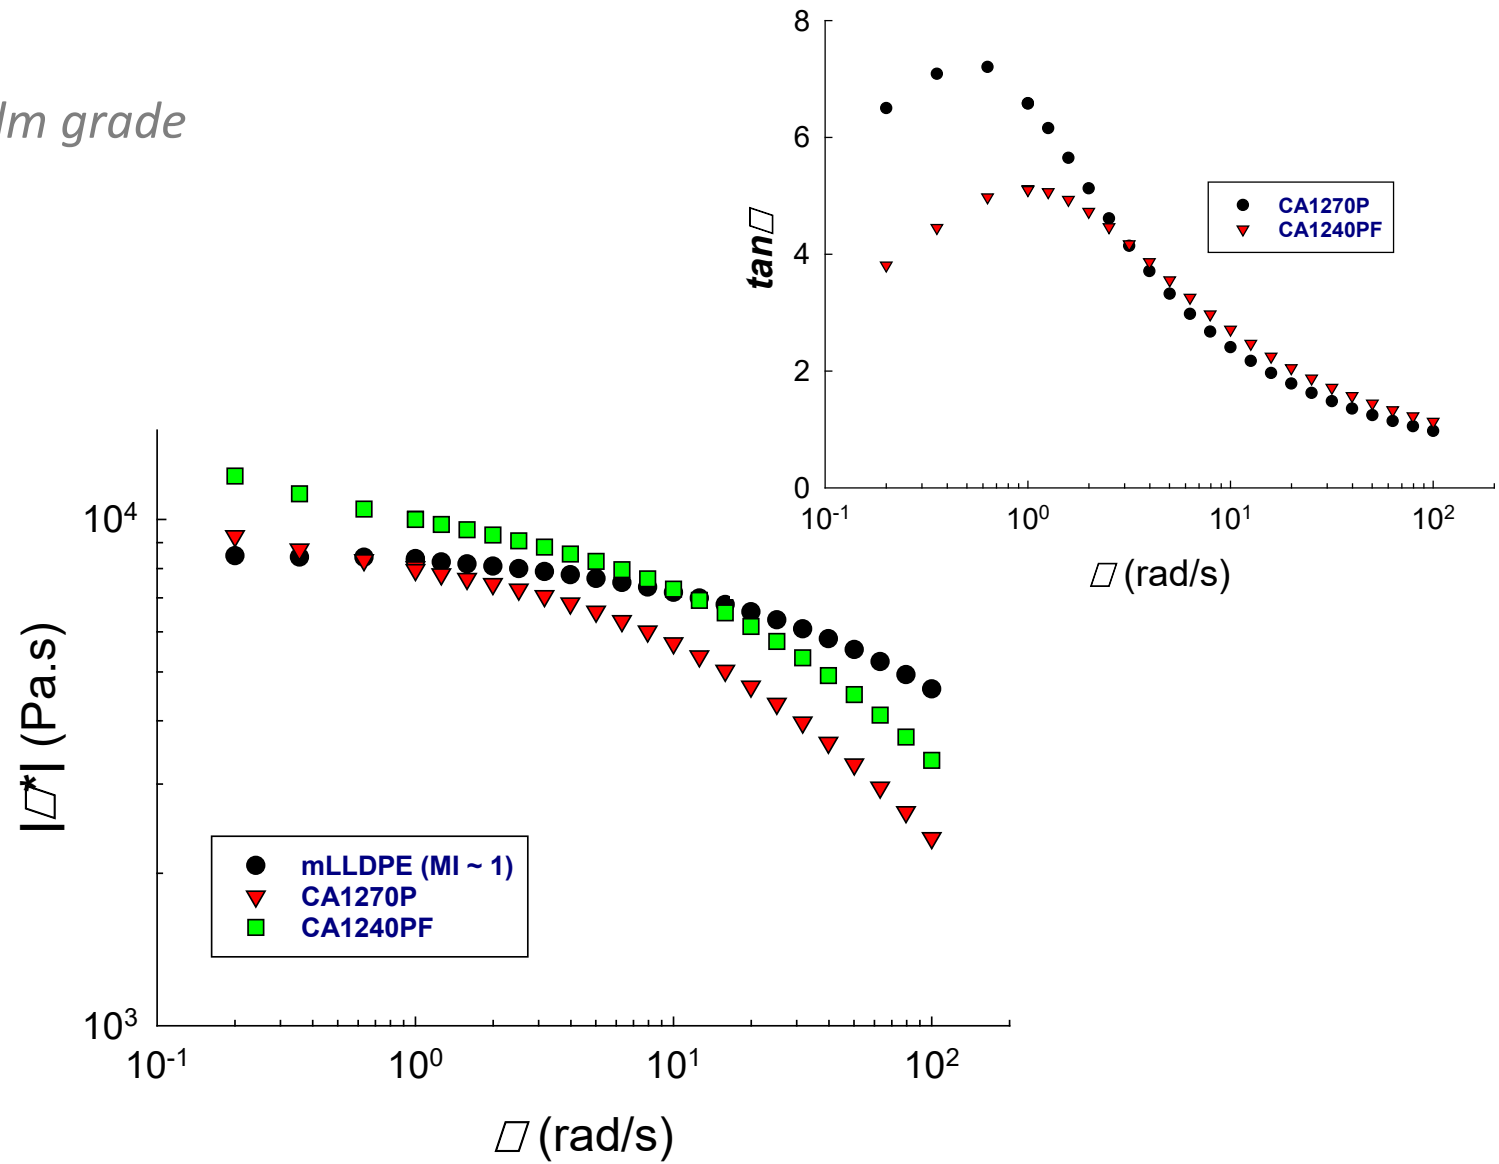 lm grade
8
6
4
2
0
tan▯
CA1270P
CA1240PF
10-1
100
101
102
▯ (rad/s)
104
103
|▯*| (Pa.s)
mLLDPE (MI ~ 1)
CA1270P
CA1240PF
10-1
100
101
102
▯ (rad/s)